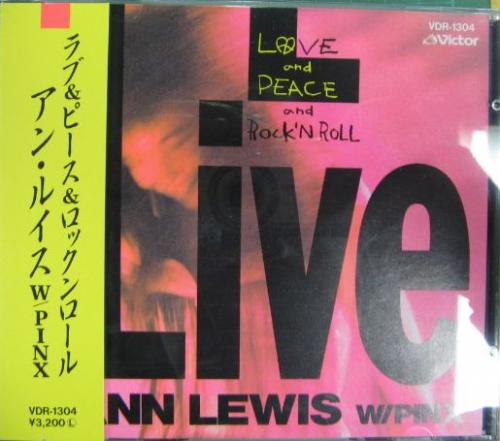 ラブ&ピース&ロックンロール
アン・ルイス W/PINX
VDR-1304
¥3,200 Ⓛ
VDR-1304
Victor
LOVE
and
PEACE
and
ROCK'N ROLL
Live
ANN LEWIS W/PINX